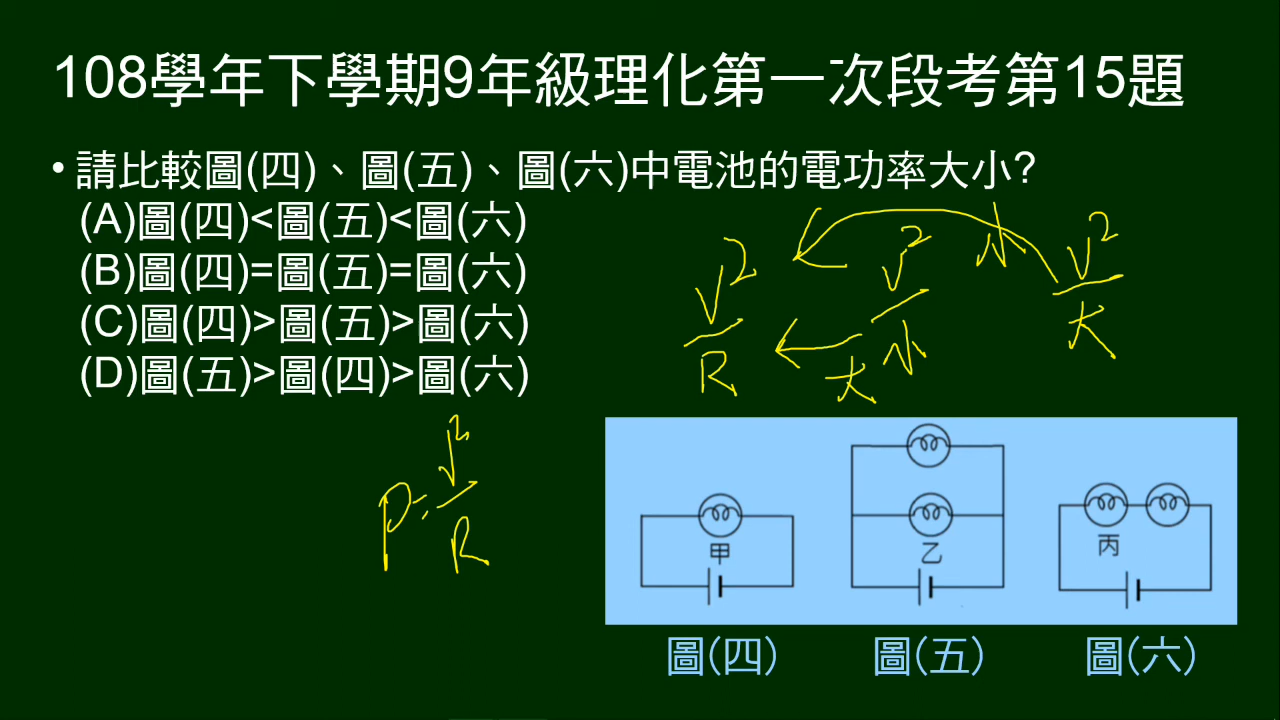 108學年下學期9年級理化第一次段考第15題
•請比較圖(四)、圖(五)、圖(六)中電池的電功率大小?
(A)圖(四)<圖(五)<圖(六)
(B)圖(四)=圖(五)=圖(六)
(C)圖(四)>圖(五)>圖(六)
(D)圖(五)>圖(四)>圖(六)
V²
R
大
V²
小
小
V²
大
P=V²
R
甲
乙
丙
圖(四)
圖(五)
圖(六)